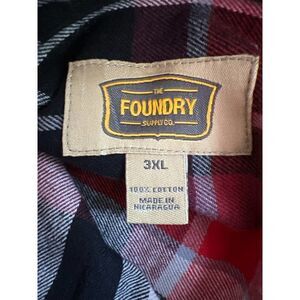 THE
FOUNDRY
SUPPLY CO.
3XL
100% COTTON
MADE IN
NICARAGUA